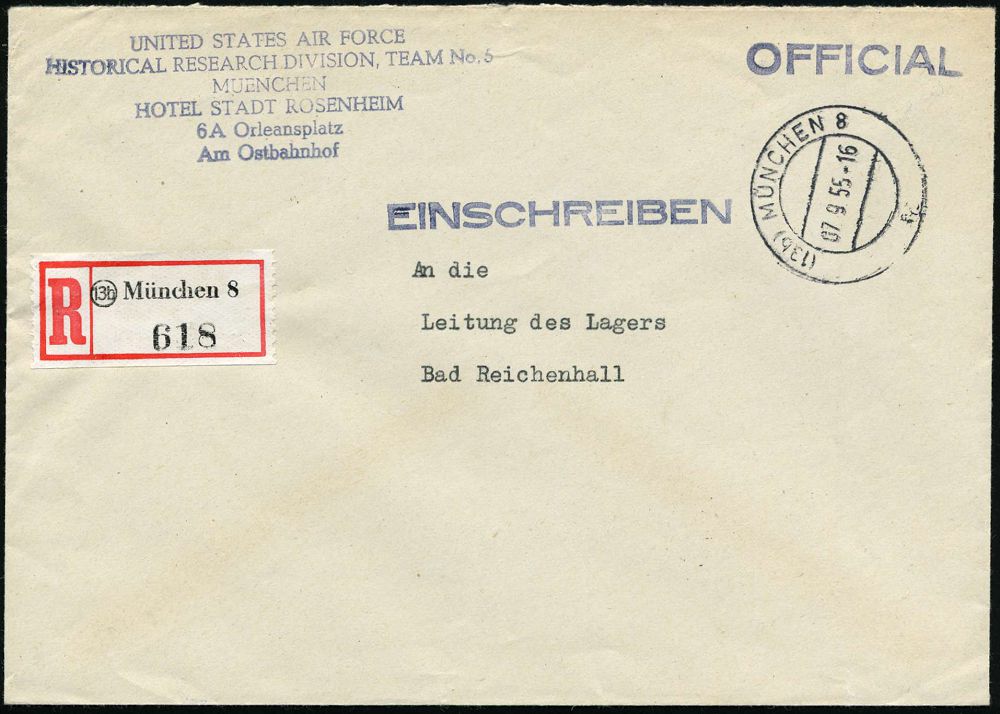 UNITED STATES AIR FORCE
HISTORICAL RESEARCH DIVISION, TEAM No. 5
MUENCHEN
HOTEL STADT ROSENHEIM
6A Orleansplatz
Am Ostbahnhof
OFFICIAL
(13b) MÜNCHEN 8
07.9.55-16
EINSCHREIBEN
R
13b München 8
618
An die
Leitung des Lagers
Bad Reichenhall